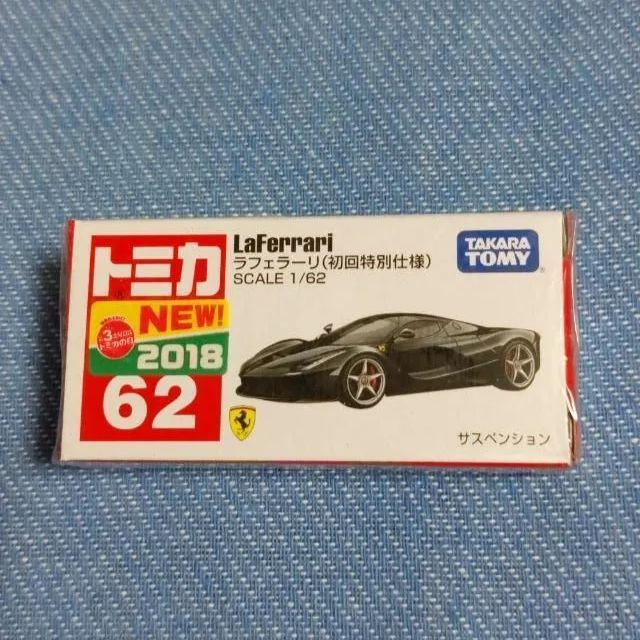 トミカ
NEW!
2018
62
LaFerrari
ラフェラーリ(初回特別仕様)
SCALE 1/62
TAKARA
TOMY
サスペンション